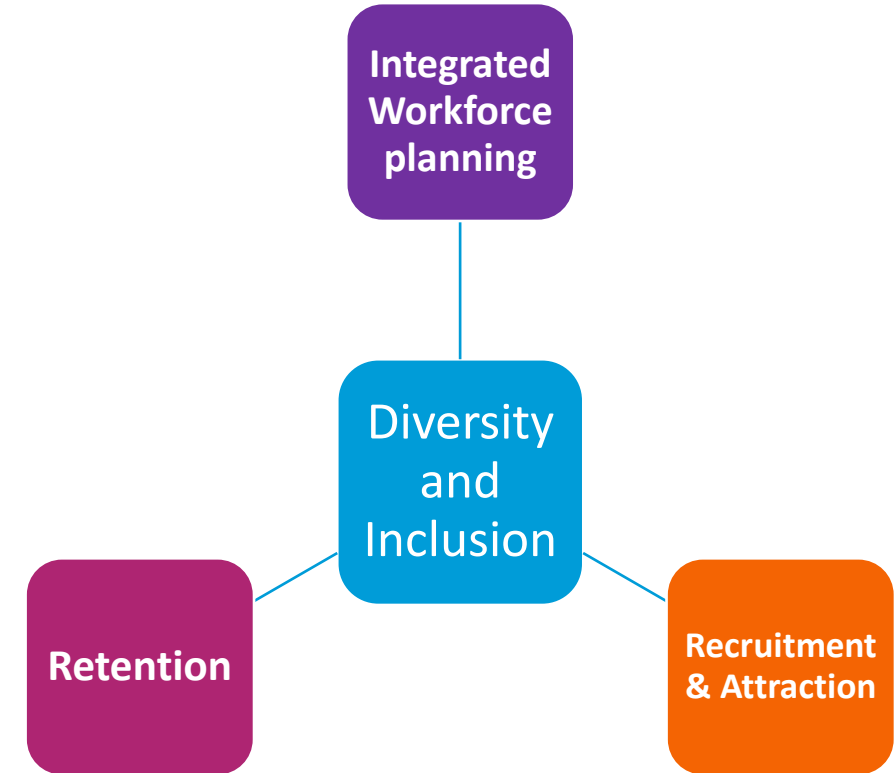 Integrated
Workforce
planning
Diversity
and
Inclusion
Retention
Recruitment
& Attraction